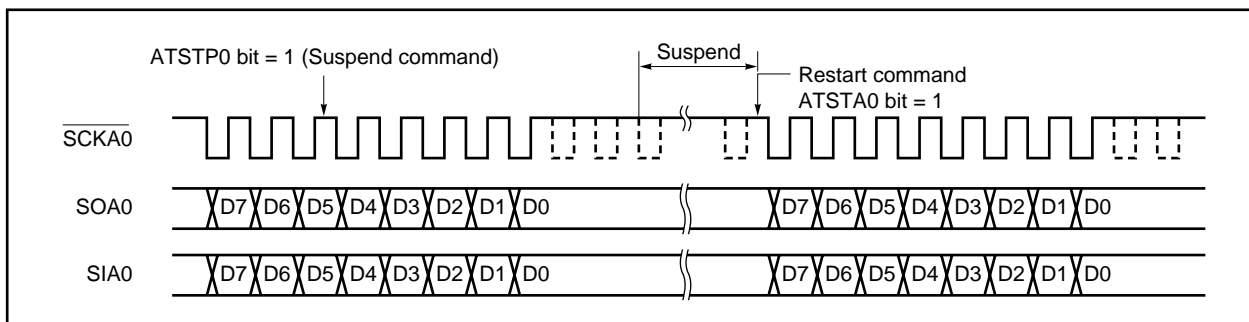 ATSTP0 bit = 1 (Suspend command)
Suspend
Restart command
ATSTA0 bit = 1
SCKA0
SOA0
D7 D6 D5 D4 D3 D2 D1 D0 D7 D6 D5 D4 D3 D2 D1 D0
SIA0
D7 D6 D5 D4 D3 D2 D1 D0 D7 D6 D5 D4 D3 D2 D1 D0